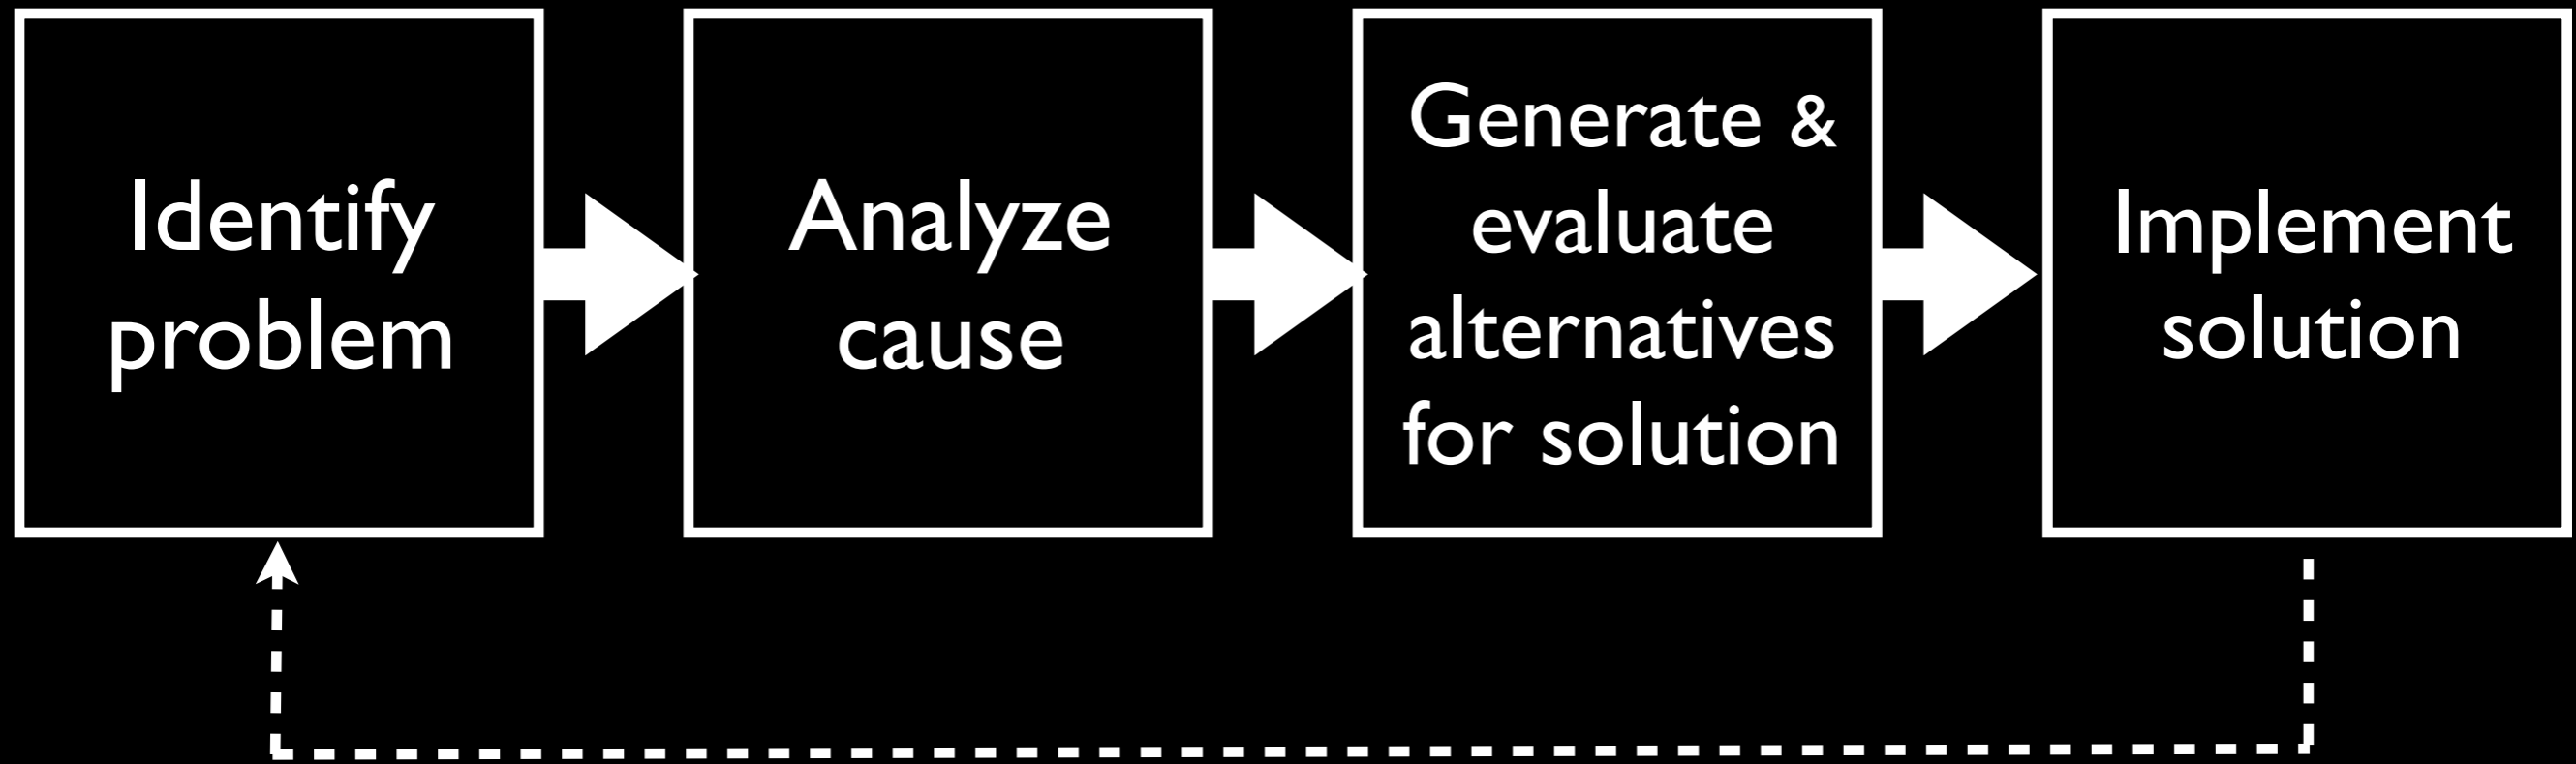 Identify
problem
Analyze
cause
Generate &
evaluate
alternatives
for solution
Implement
solution